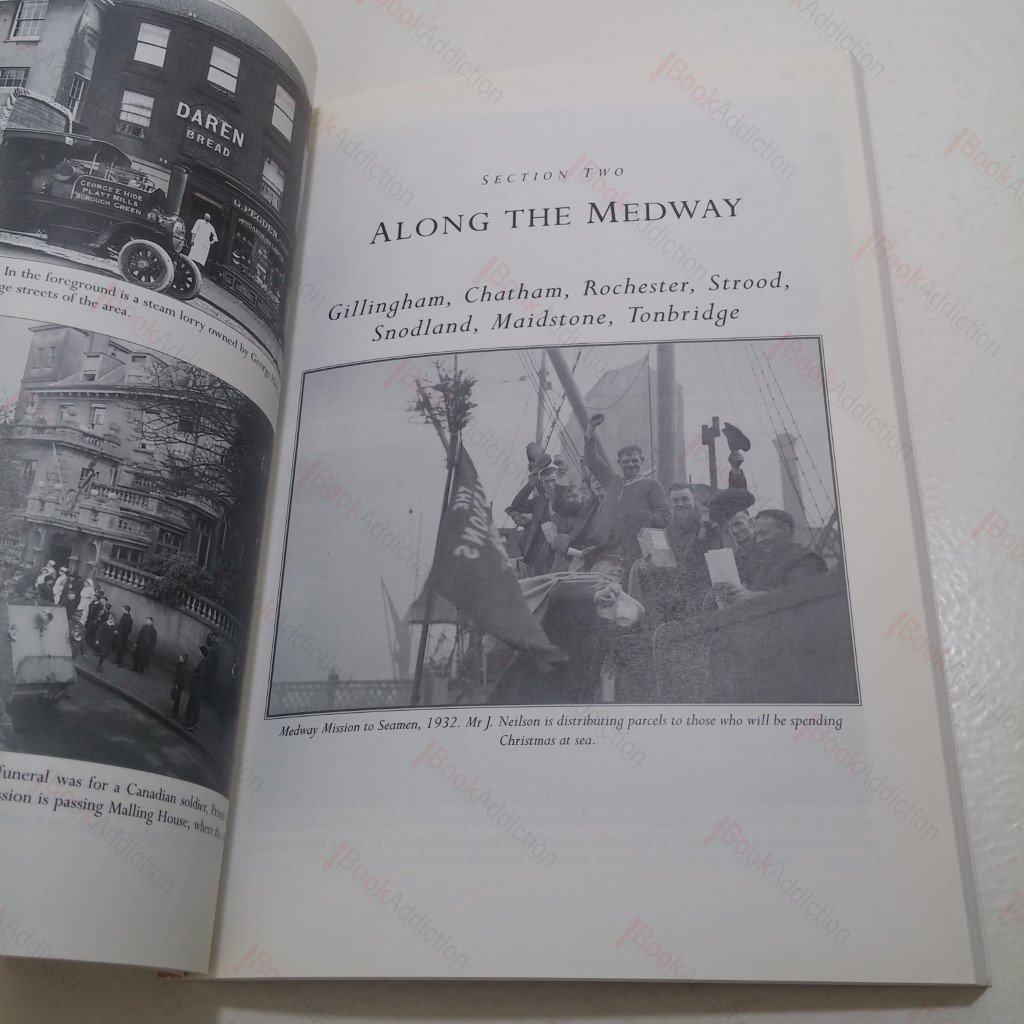 DAREN
BREAD
GEORGE E. HIDE
PLATT MILLS
BOROUGH GREEN
In the foreground is a steam lorry owned by George
ge streets of the area.
funeral was for a Canadian soldier,
ssion is passing Malling House, where the
SECTION TWO
ALONG THE MEDWAY
Gillingham, Chatham, Rochester, Strood,
Snodland, Maidstone, Tonbridge
Medway Mission to Seamen, 1932. Mr J. Neilson is distributing parcels to those who will be spending
Christmas at sea.
BookAddiction